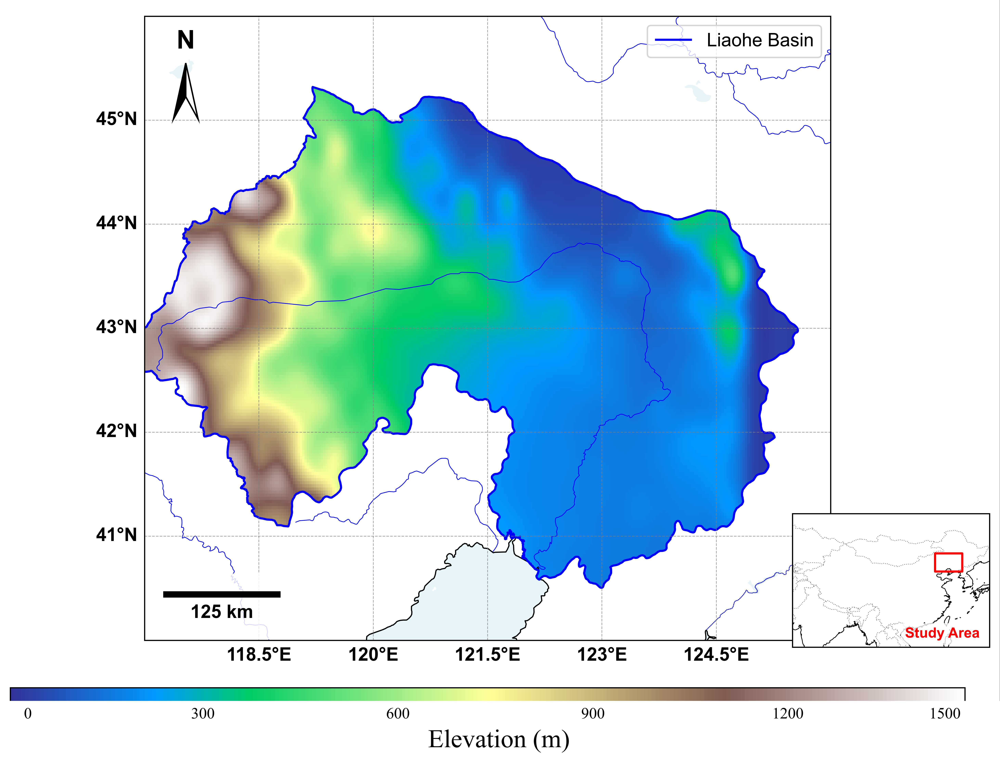 N
Liaohe Basin
45°N
44°N
43°N
42°N
41°N
125 km
Study Area
118.5°E 120°E 121.5°E 123°E 124.5°E
0 300 600 900 1200 1500
Elevation (m)